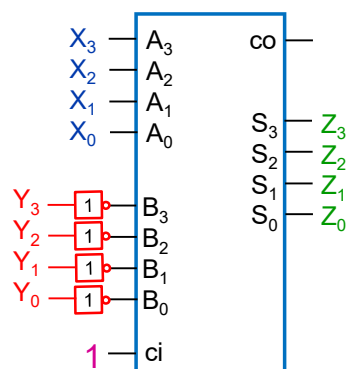 X₃ A₃ co
X₂ A₂
X₁ A₁
X₀ A₀
S₃ Z₃
S₂ Z₂
S₁ Z₁
S₀ Z₀
Y₃ 1 B₃
Y₂ 1 B₂
Y₁ 1 B₁
Y₀ 1 B₀
1 ci